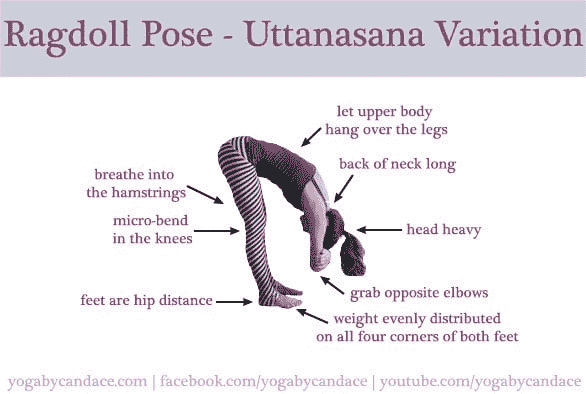 Ragdoll Pose - Uttanasana Variation
let upper body
hang over the legs
back of neck long
breathe into
the hamstrings
micro-bend
in the knees
head heavy
grab opposite elbows
feet are hip distance
weight evenly distributed
on all four corners of both feet
yogabycandace.com | facebook.com/yogabycandace | youtube.com/yogabycandace